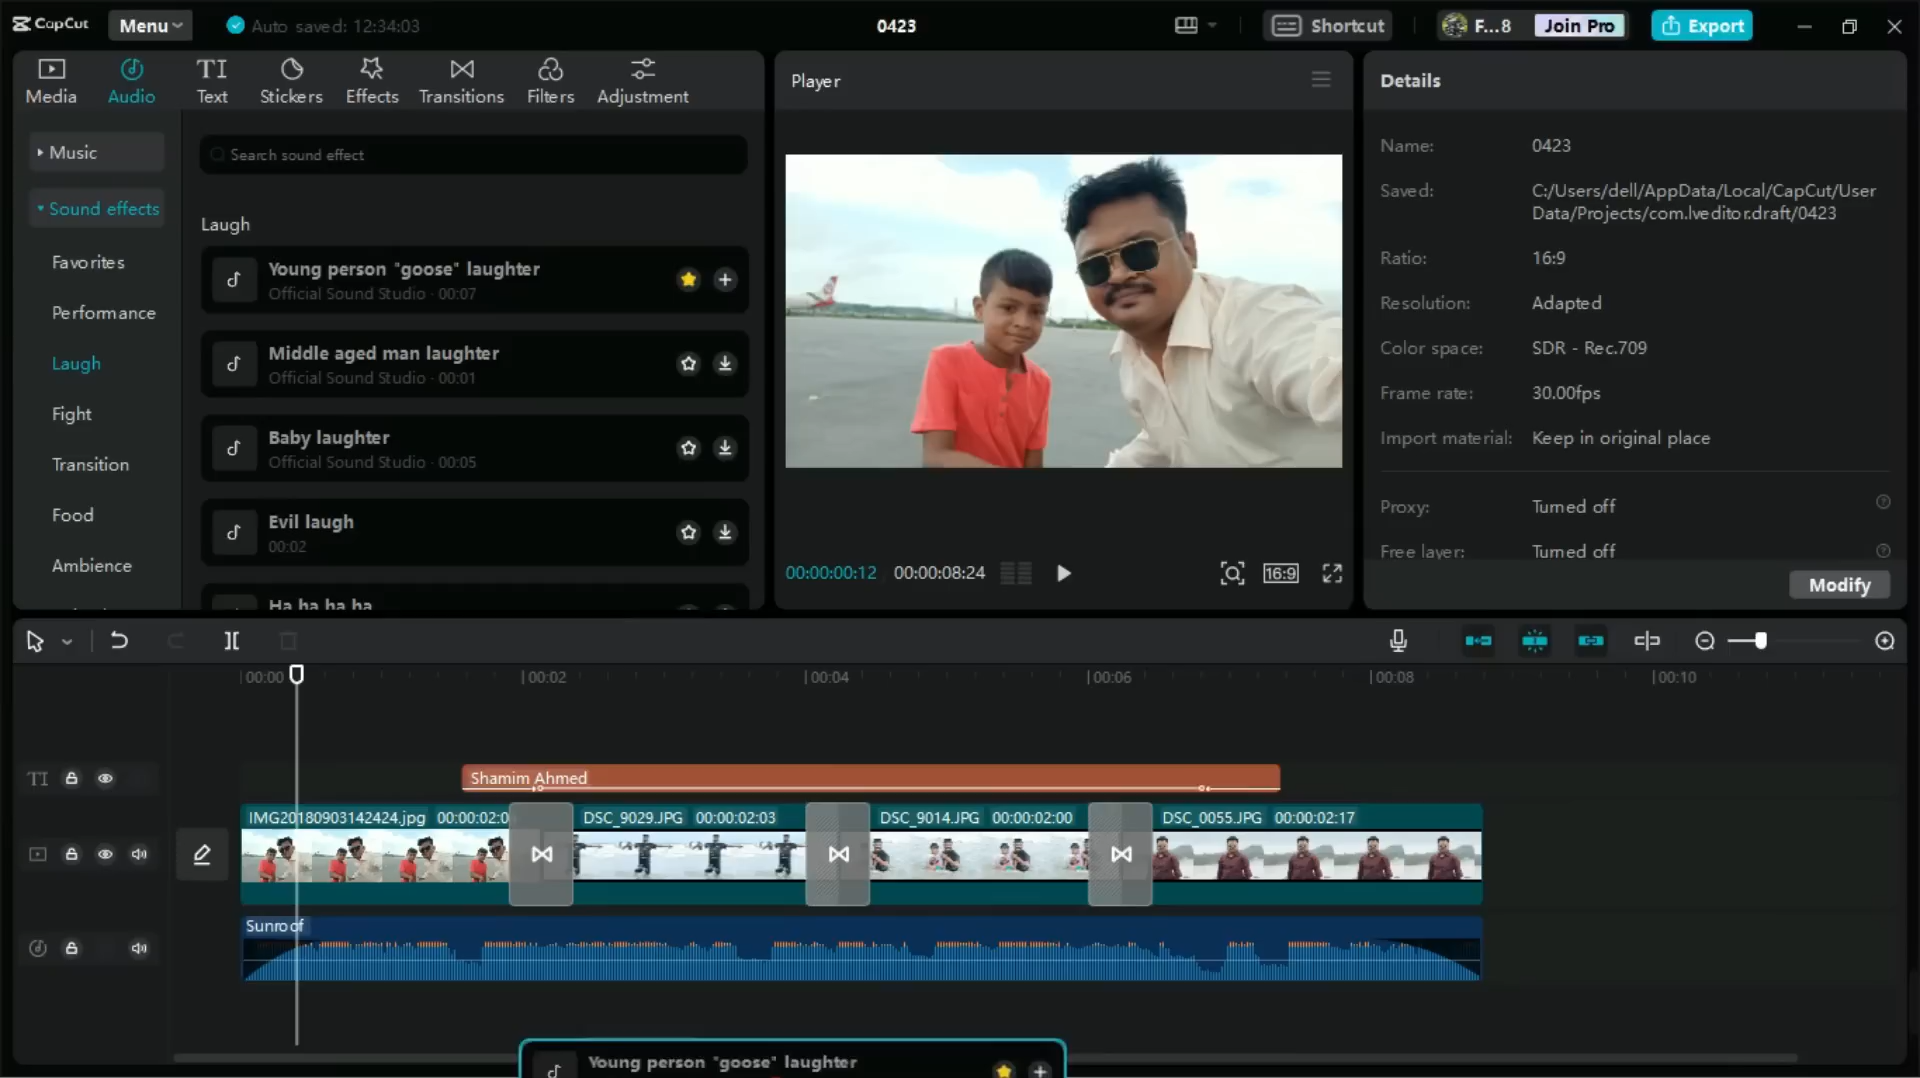 CapCut
Menu
Auto saved: 12:34:03
0423
Shortcut
F...8
Join Pro
Export
Media
Audio
TI
Text
Stickers
Effects
Transitions
Filters
Adjustment
Player
Details
Music
Sound effects
Favorites
Performance
Laugh
Fight
Transition
Food
Ambience
Search sound effect
Laugh
Young person "goose" laughter
Official Sound Studio · 00:07
Middle aged man laughter
Official Sound Studio · 00:01
Baby laughter
Official Sound Studio · 00:05
Evil laugh
00:02
Ha ha ha ha
00:00:00:12
00:00:08:24
16:9
Name: 0423
Saved: C:/Users/dell/AppData/Local/CapCut/User
Data/Projects/com.lveditor.draft/0423
Ratio: 16:9
Resolution: Adapted
Color space: SDR - Rec.709
Frame rate: 30.00fps
Import material: Keep in original place
Proxy: Turned off
Free layer: Turned off
Modify
00:00
00:02
00:04
00:06
00:08
00:10
TI
Shamim Ahmed
IMG20180903142424.jpg 00:00:02:0
DSC_9029.JPG 00:00:02:03
DSC_9014.JPG 00:00:02:00
DSC_0055.JPG 00:00:02:17
Sunroof
Young person "goose" laughter